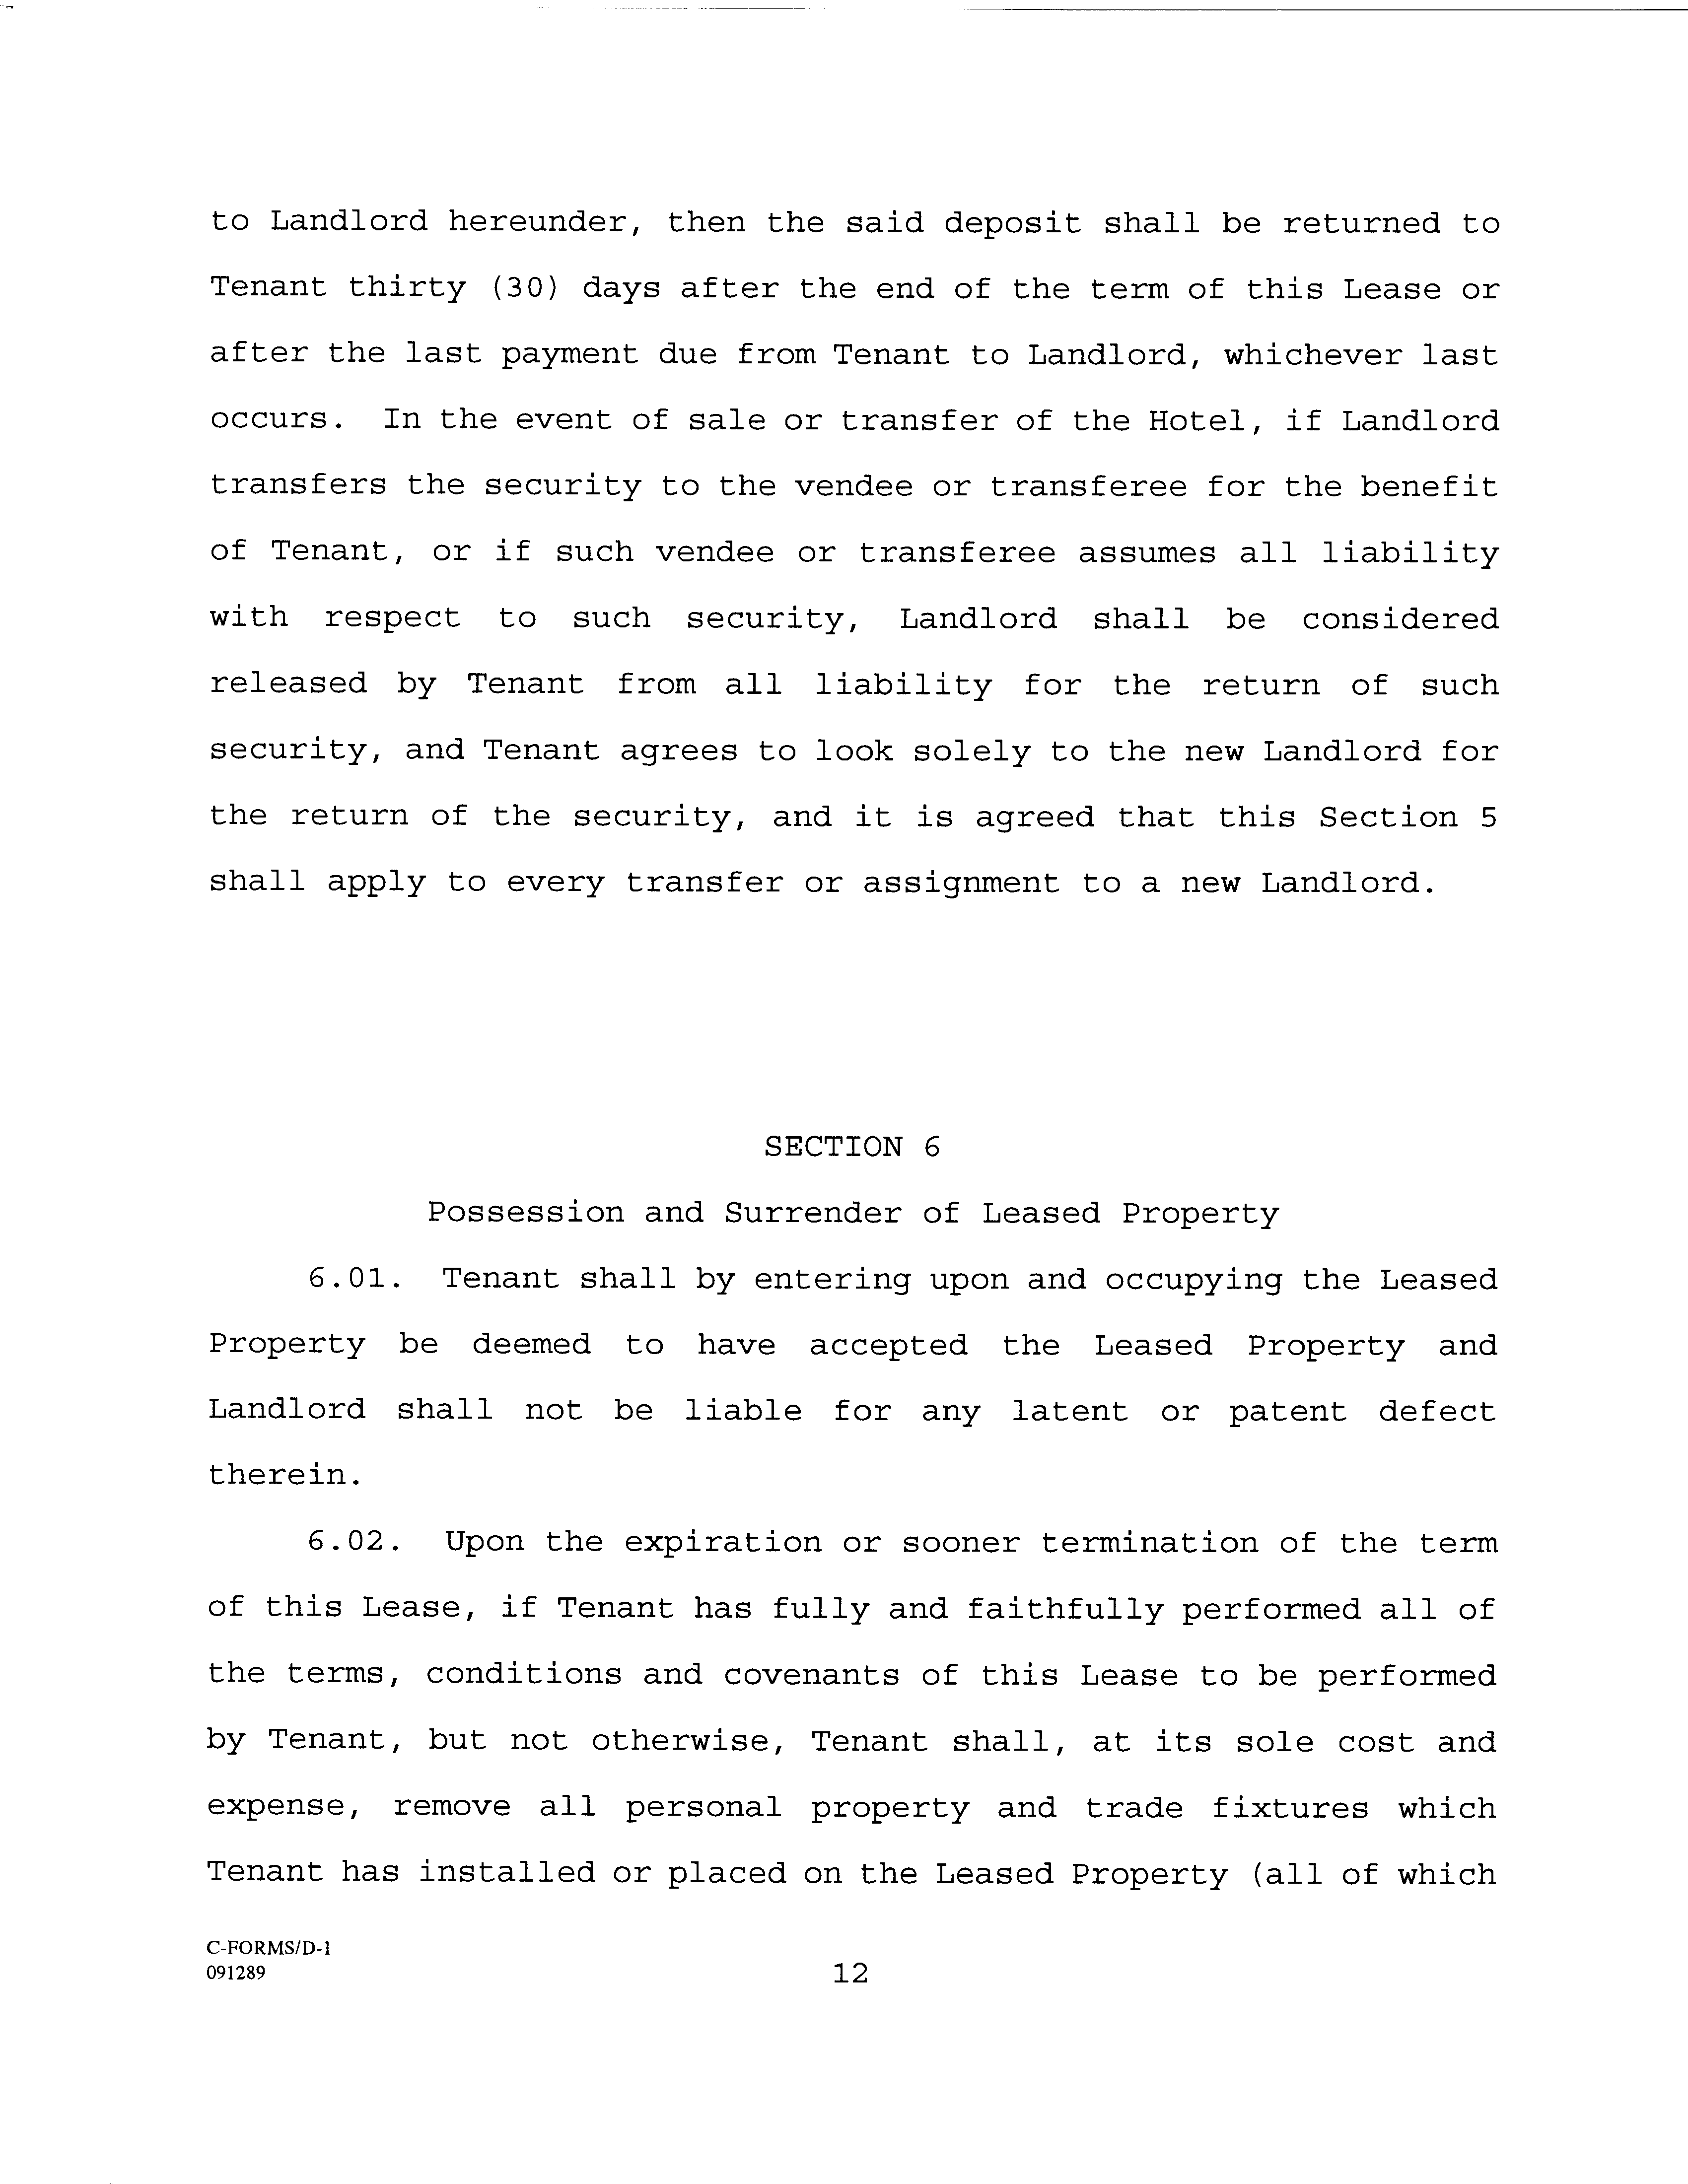 to Landlord hereunder, then the said deposit shall be returned to
Tenant thirty (30) days after the end of the term of this Lease or
after the last payment due from Tenant to Landlord, whichever last
occurs. In the event of sale or transfer of the Hotel, if Landlord
transfers the security to the vendee or transferee for the benefit
of Tenant, or if such vendee or transferee assumes all liability
with respect to such security, Landlord shall be considered
released by Tenant from all liability for the return of such
security, and Tenant agrees to look solely to the new Landlord for
the return of the security, and it is agreed that this Section 5
shall apply to every transfer or assignment to a new Landlord.
SECTION 6
Possession and Surrender of Leased Property
6.01. Tenant shall by entering upon and occupying the Leased
Property be deemed to have accepted the Leased Property and
Landlord shall not be liable for any latent or patent defect
therein.
6.02. Upon the expiration or sooner termination of the term
of this Lease, if Tenant has fully and faithfully performed all of
the terms, conditions and covenants of this Lease to be performed
by Tenant, but not otherwise, Tenant shall, at its sole cost and
expense, remove all personal property and trade fixtures which
Tenant has installed or placed on the Leased Property (all of which
C-FORMS/D-1
091289
12